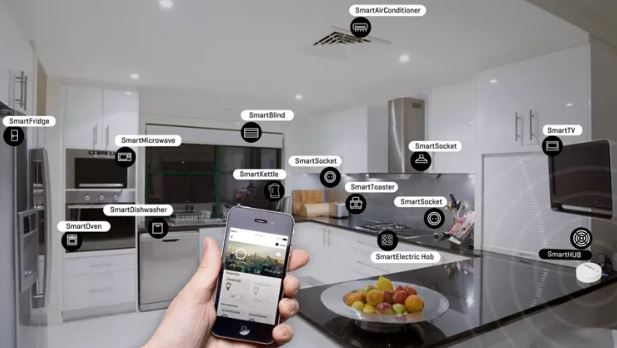 SmartAirConditioner
SmartFridge
SmartBlind
SmartMicrowave
SmartSocket
SmartTV
SmartSocket
SmartKettle
SmartToaster
SmartSocket
SmartDishwasher
SmartOven
SmartElectric Hob
SmartHUB